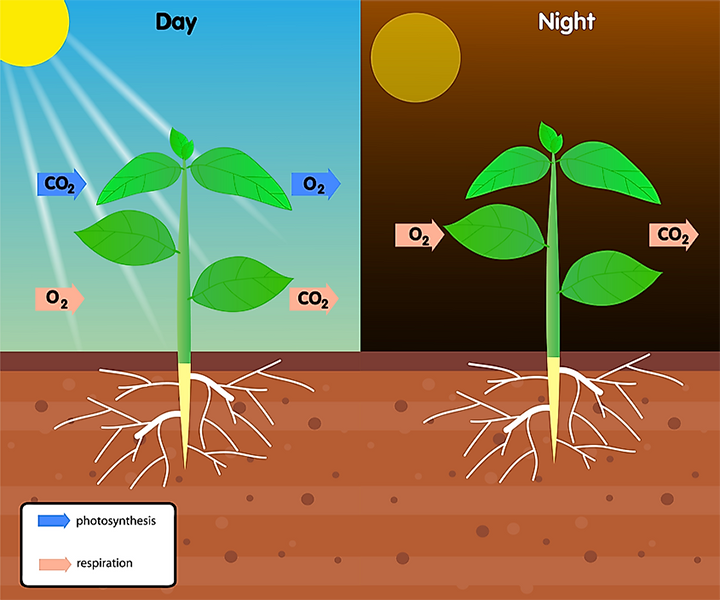 Day
Night
CO₂
O₂
O₂
CO₂
O₂
CO₂
photosynthesis
respiration